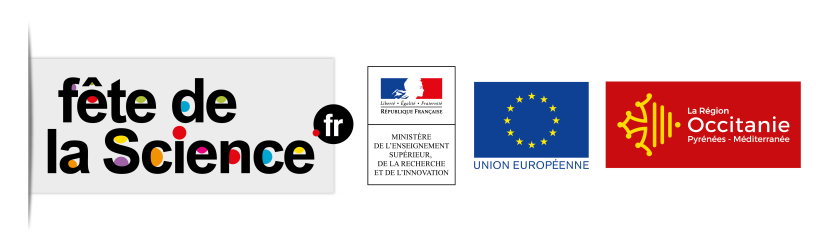 fête de
la Science
.fr
Liberté • Égalité • Fraternité
RÉPUBLIQUE FRANÇAISE
MINISTÈRE
DE L'ENSEIGNEMENT
SUPÉRIEUR,
DE LA RECHERCHE
ET DE L'INNOVATION
UNION EUROPÉENNE
La Région
Occitanie
Pyrénées - Méditerranée